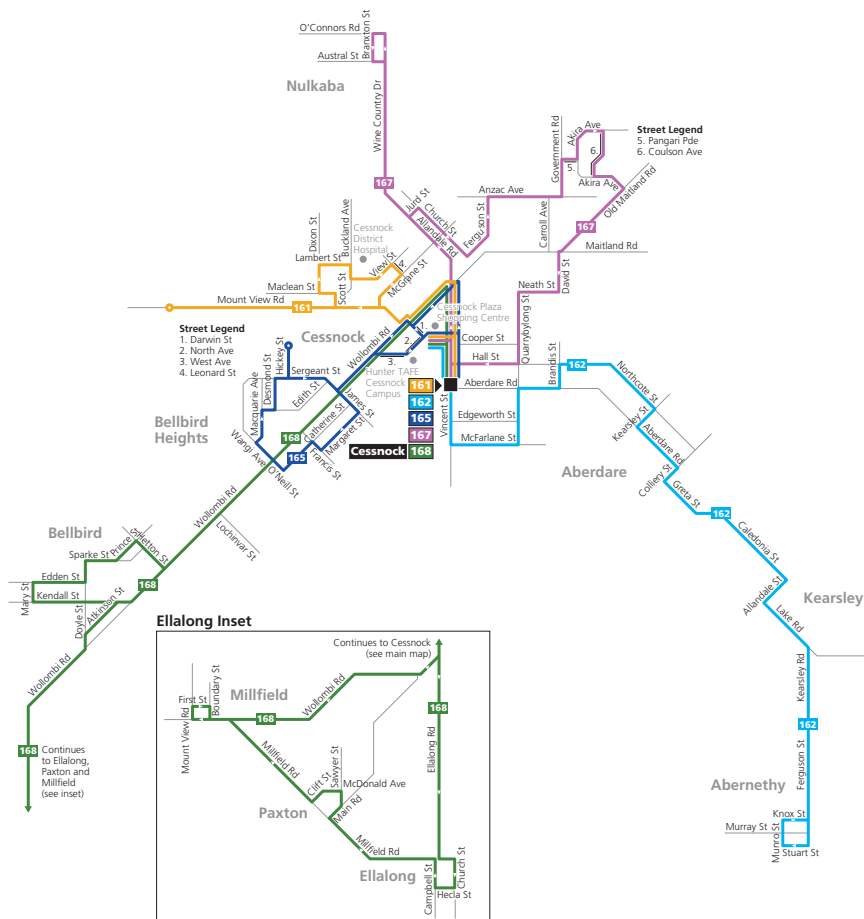 O'Connors Rd
Branxton St
Austral St
Nulkaba
Wine Country Dr
167
Government Rd
Akira Ave
Street Legend
5. Pangari Pde
6. Coulson Ave
6.
5.
Akira Ave
Old Maitland Rd
Jurd St
Church St
Allandale Rd
Anzac Ave
Ferguson St
Carroll Ave
167
Maitland Rd
David St
Neath St
Quarrybylong St
Dixon St
Buckland Ave
Cessnock
District
Hospital
Lambert St
View St
4.
McGrane St
Maclean St
Scott St
Mount View Rd
161
Cessnock Plaza
Shopping Centre
Street Legend
1. Darwin St
2. North Ave
3. West Ave
4. Leonard St
Cessnock
Wollombi Rd
1.
2.
3.
Hunter TAFE
Cessnock
Campus
Cooper St
Hall St
Aberdare Rd
Vincent St
Edgeworth St
McFarlane St
161
162
165
167
Cessnock 168
Brandis St
162
Northcote St
Kearsley St
Aberdare Rd
Colliery St
Greta St
Aberdare
162
Caledonia St
Allandale St
Lake Rd
Kearsley
Kearsley Rd
162
Ferguson St
Abernethy
Knox St
Murray St
Munro St
Stuart St
Hickey St
Desmond St
Sergeant St
Macquarie Ave
Edith St
James St
Catherine St
Margaret St
Francis St
Bellbird
Heights
168
165
Wangi Ave
O'Neill St
Wollombi Rd
Lochinvar St
Bellbird
Sparke St
Prince St
Hetton St
Edden St
Kendall St
Mary St
168
Doyle St
Atkinson St
Wollombi Rd
168
Continues
to Ellalong,
Paxton and
Millfield
(see inset)
Ellalong Inset
Continues to Cessnock
(see main map)
Millfield
First St
Boundary St
Mount View Rd
168
Wollombi Rd
168
Ellalong Rd
Millfield Rd
Clift St
Sawyer St
McDonald Ave
Main Rd
Paxton
Millfeld Rd
Ellalong
Campbell St
Church St
Hecla St